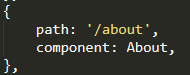 {
    path: '/about',
    component: About,
},